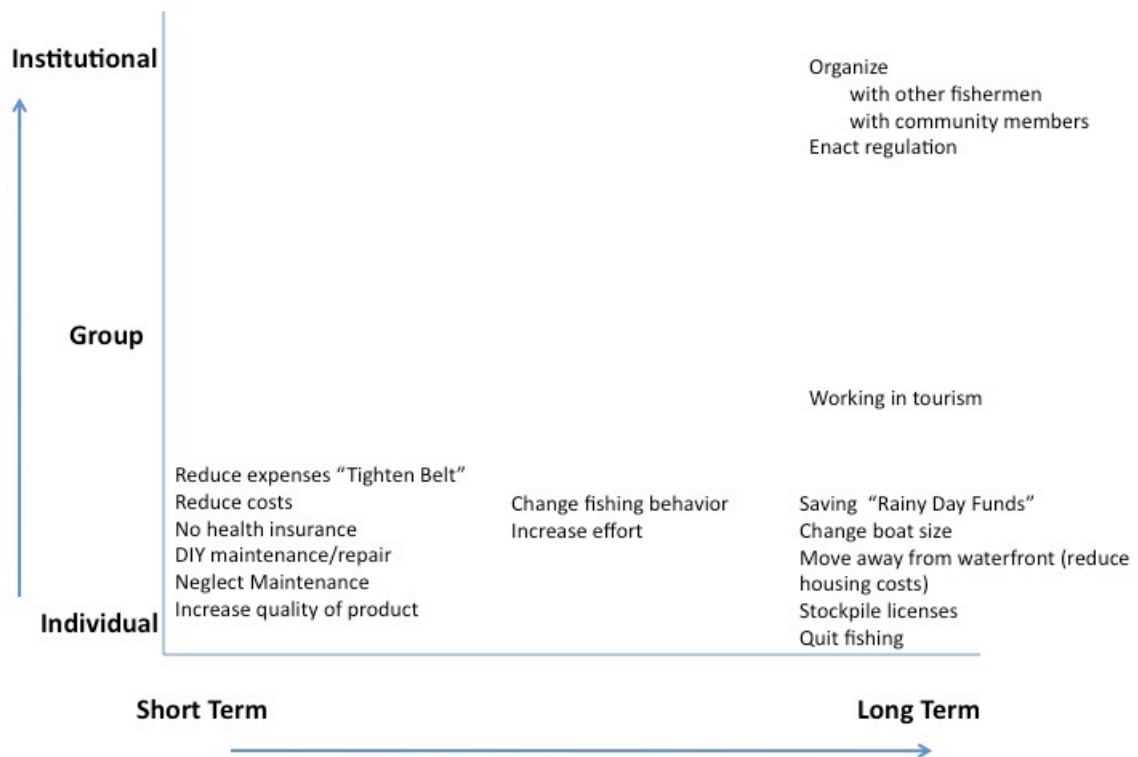 Institutional
Organize
with other fishermen
with community members
Enact regulation
Group
Working in tourism
Reduce expenses “Tighten Belt”
Reduce costs
No health insurance
DIY maintenance/repair
Neglect Maintenance
Increase quality of product
Change fishing behavior
Increase effort
Saving “Rainy Day Funds”
Change boat size
Move away from waterfront (reduce
housing costs)
Stockpile licenses
Quit fishing
Individual
Short Term
Long Term